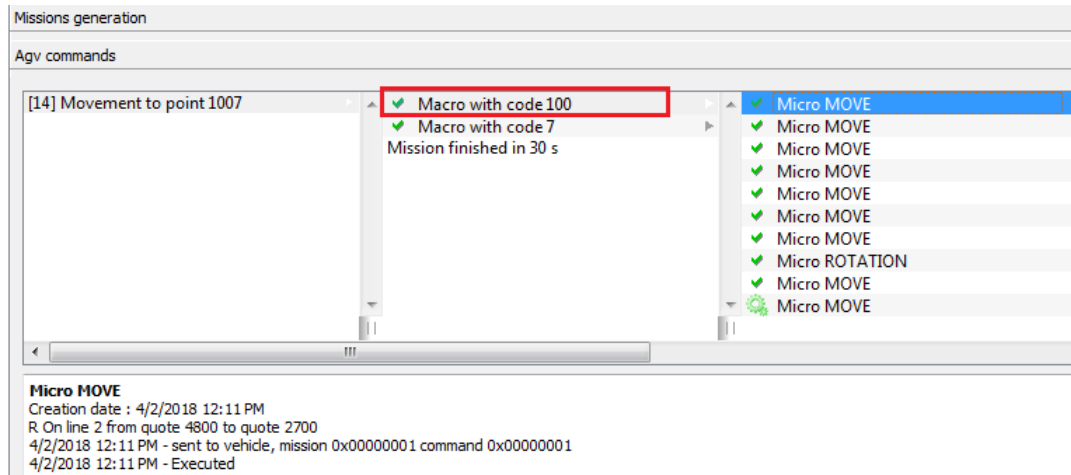 Missions generation
Agv commands
[14] Movement to point 1007
Macro with code 100
Macro with code 7
Mission finished in 30 s
Micro MOVE
Micro MOVE
Micro MOVE
Micro MOVE
Micro MOVE
Micro MOVE
Micro MOVE
Micro ROTATION
Micro MOVE
Micro MOVE
Micro MOVE
Creation date : 4/2/2018 12:11 PM
R On line 2 from quote 4800 to quote 2700
4/2/2018 12:11 PM - sent to vehicle, mission 0x00000001 command 0x00000001
4/2/2018 12:11 PM - Executed